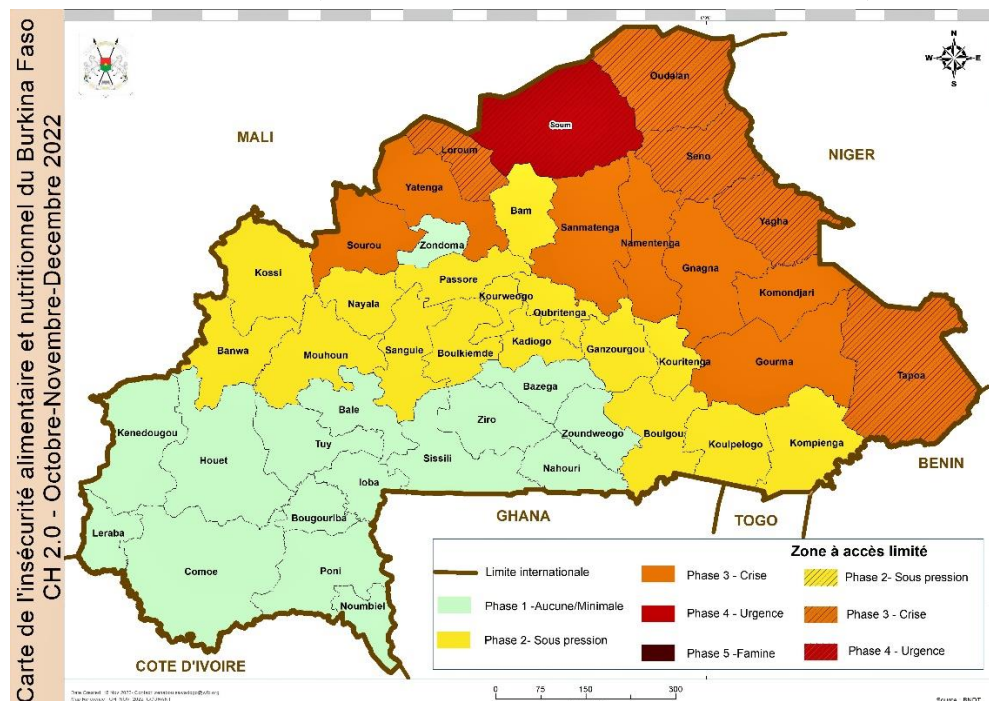 Carte de l'insécurité alimentaire et nutritionnel du Burkina Faso
CH 2.0 - Octobre-Novembre-Decembre 2022
N
W E
S
Oudalan
Soum
MALI
Loroum
Seno
NIGER
Yatenga
Bam
Yagha
Sanmatenga
Namentenga
Sourou
Zondoma
Gnagna
Kossi
Passore
Komondjari
Nayala
Kourweogo
Oubritenga
Banwa
Mouhoun
Sanguie
Boulkiemde
Kadiogo
Ganzourgou
Kouritenga
Gourma
Tapoa
Bazega
Bale
Kenedougou
Ziro
Zoundweogo
Boulgou
Koulpelogo
Kompienga
Houet
Tuy
Sissili
Nahouri
BENIN
Ioba
GHANA
TOGO
Bougouriba
Leraba
Comoe
Poni
Noumbiel
COTE D'IVOIRE
Zone à accès limité
Limite internationale
Phase 3 - Crise
Phase 2- Sous pression
Phase 1 -Aucune/Minimale
Phase 4 - Urgence
Phase 3 - Crise
Phase 2- Sous pression
Phase 5 -Famine
Phase 4 - Urgence
0 75 150 300